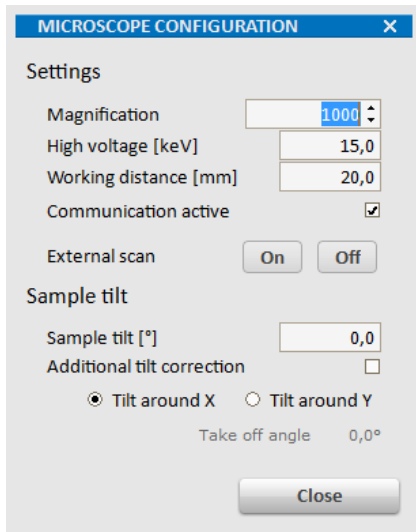 MICROSCOPE CONFIGURATION
Settings
Magnification 1000
High voltage [keV] 15,0
Working distance [mm] 20,0
Communication active
External scan On Off
Sample tilt
Sample tilt [°] 0,0
Additional tilt correction
Tilt around X Tilt around Y
Take off angle 0,0°
Close